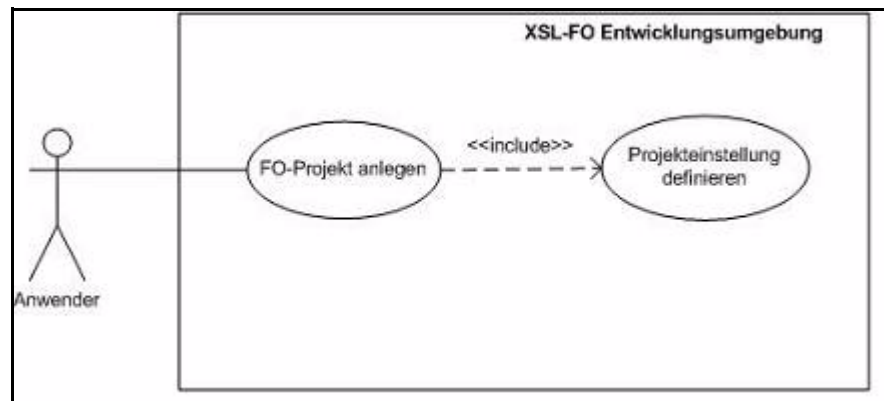 XSL-FO Entwicklungsumgebung
<<include>>
FO-Projekt anlegen
Projekteinstellung
definieren
Anwender